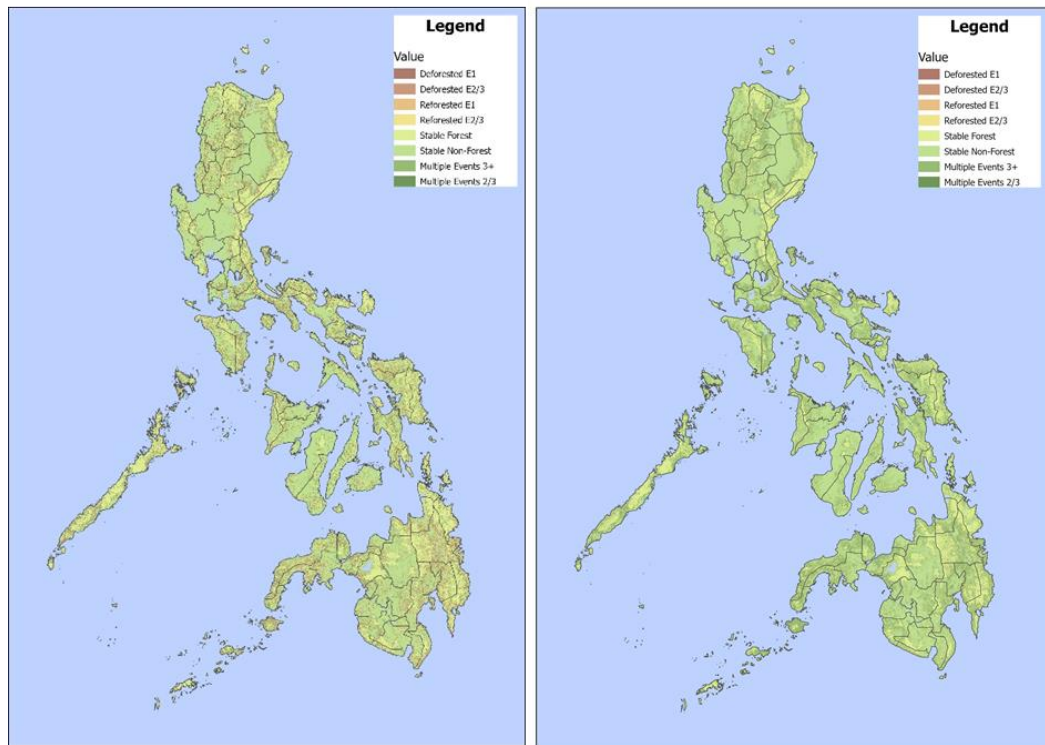 Legend
Value
Deforested E1
Deforested E2/3
Reforested E1
Reforested E2/3
Stable Forest
Stable Non-Forest
Multiple Events 3+
Multiple Events 2/3
Legend
Value
Deforested E1
Deforested E2/3
Reforested E1
Reforested E2/3
Stable Forest
Stable Non-Forest
Multiple Events 3+
Multiple Events 2/3